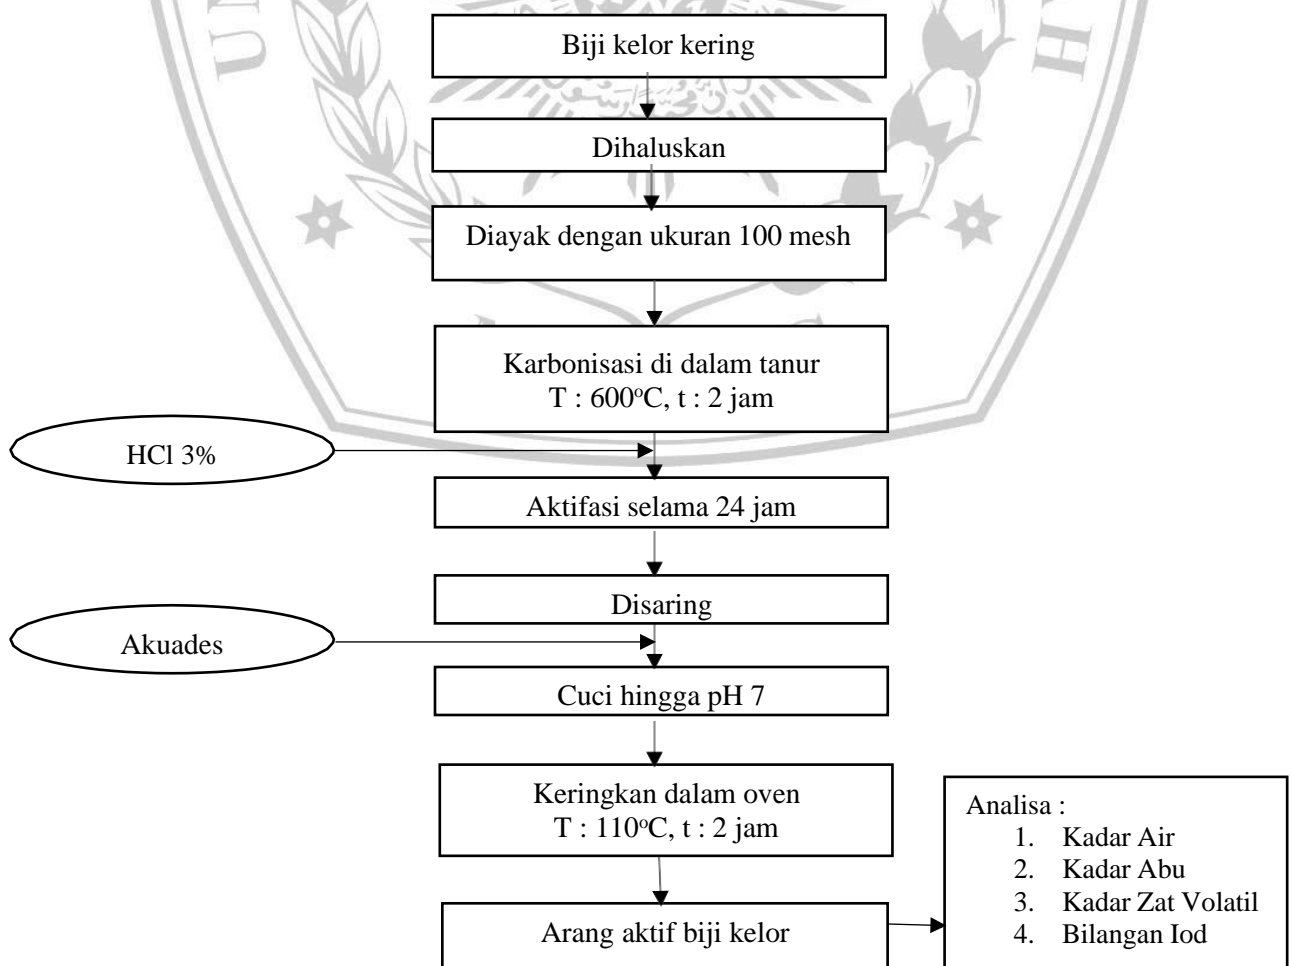 Biji kelor kering
Dihaluskan
Diayak dengan ukuran 100 mesh
Karbonisasi di dalam tanur
T : 600°C, t : 2 jam
HCl 3%
Aktifasi selama 24 jam
Disaring
Akuades
Cuci hingga pH 7
Keringkan dalam oven
T : 110°C, t : 2 jam
Arang aktif biji kelor
Analisa :
1. Kadar Air
2. Kadar Abu
3. Kadar Zat Volatil
4. Bilangan Iod